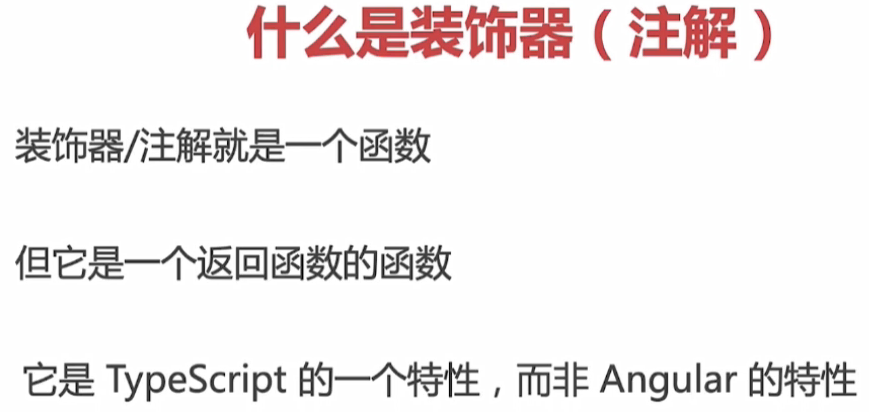 什么是装饰器（注解）
装饰器/注解就是一个函数
但它是一个返回函数的函数
它是 TypeScript 的一个特性，而非 Angular 的特性